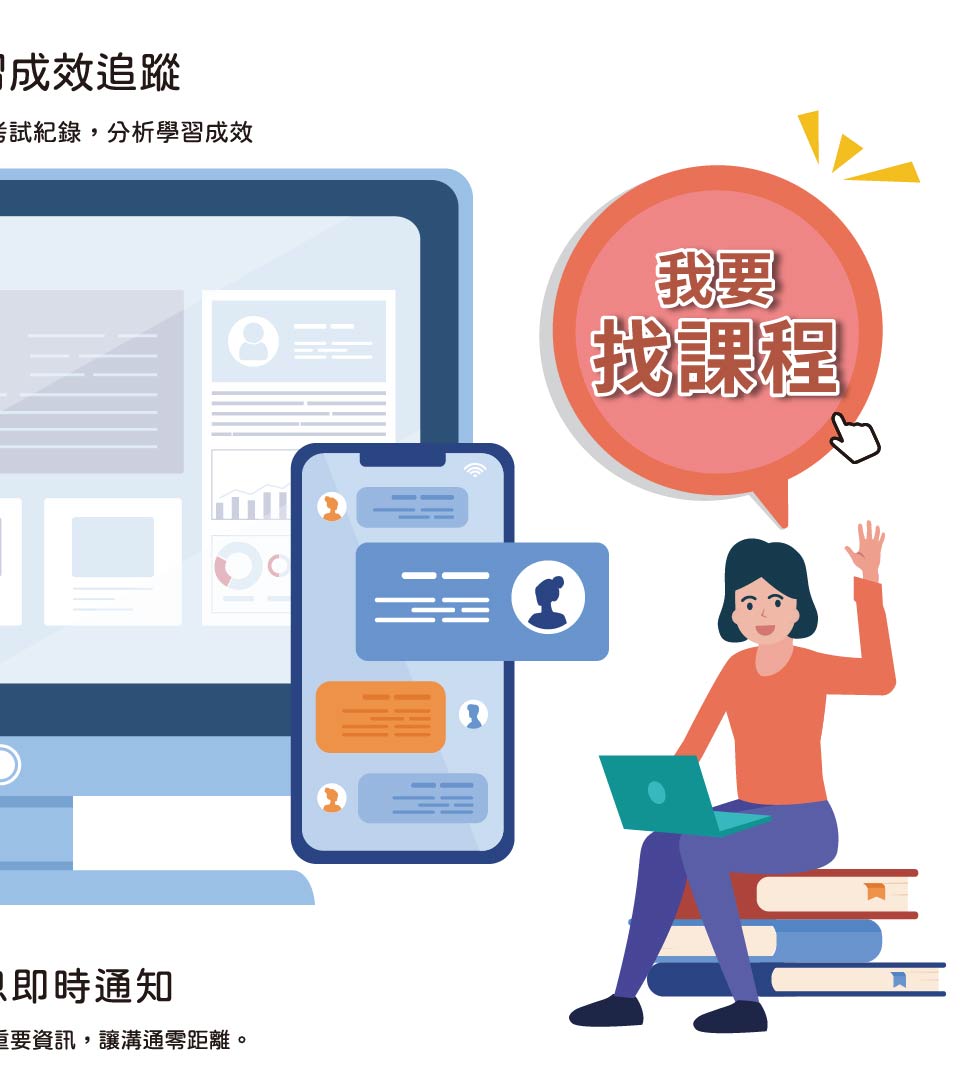 習成效追蹤
考試紀錄，分析學習成效
我要
找課程
息即時通知
重要資訊，讓溝通零距離。